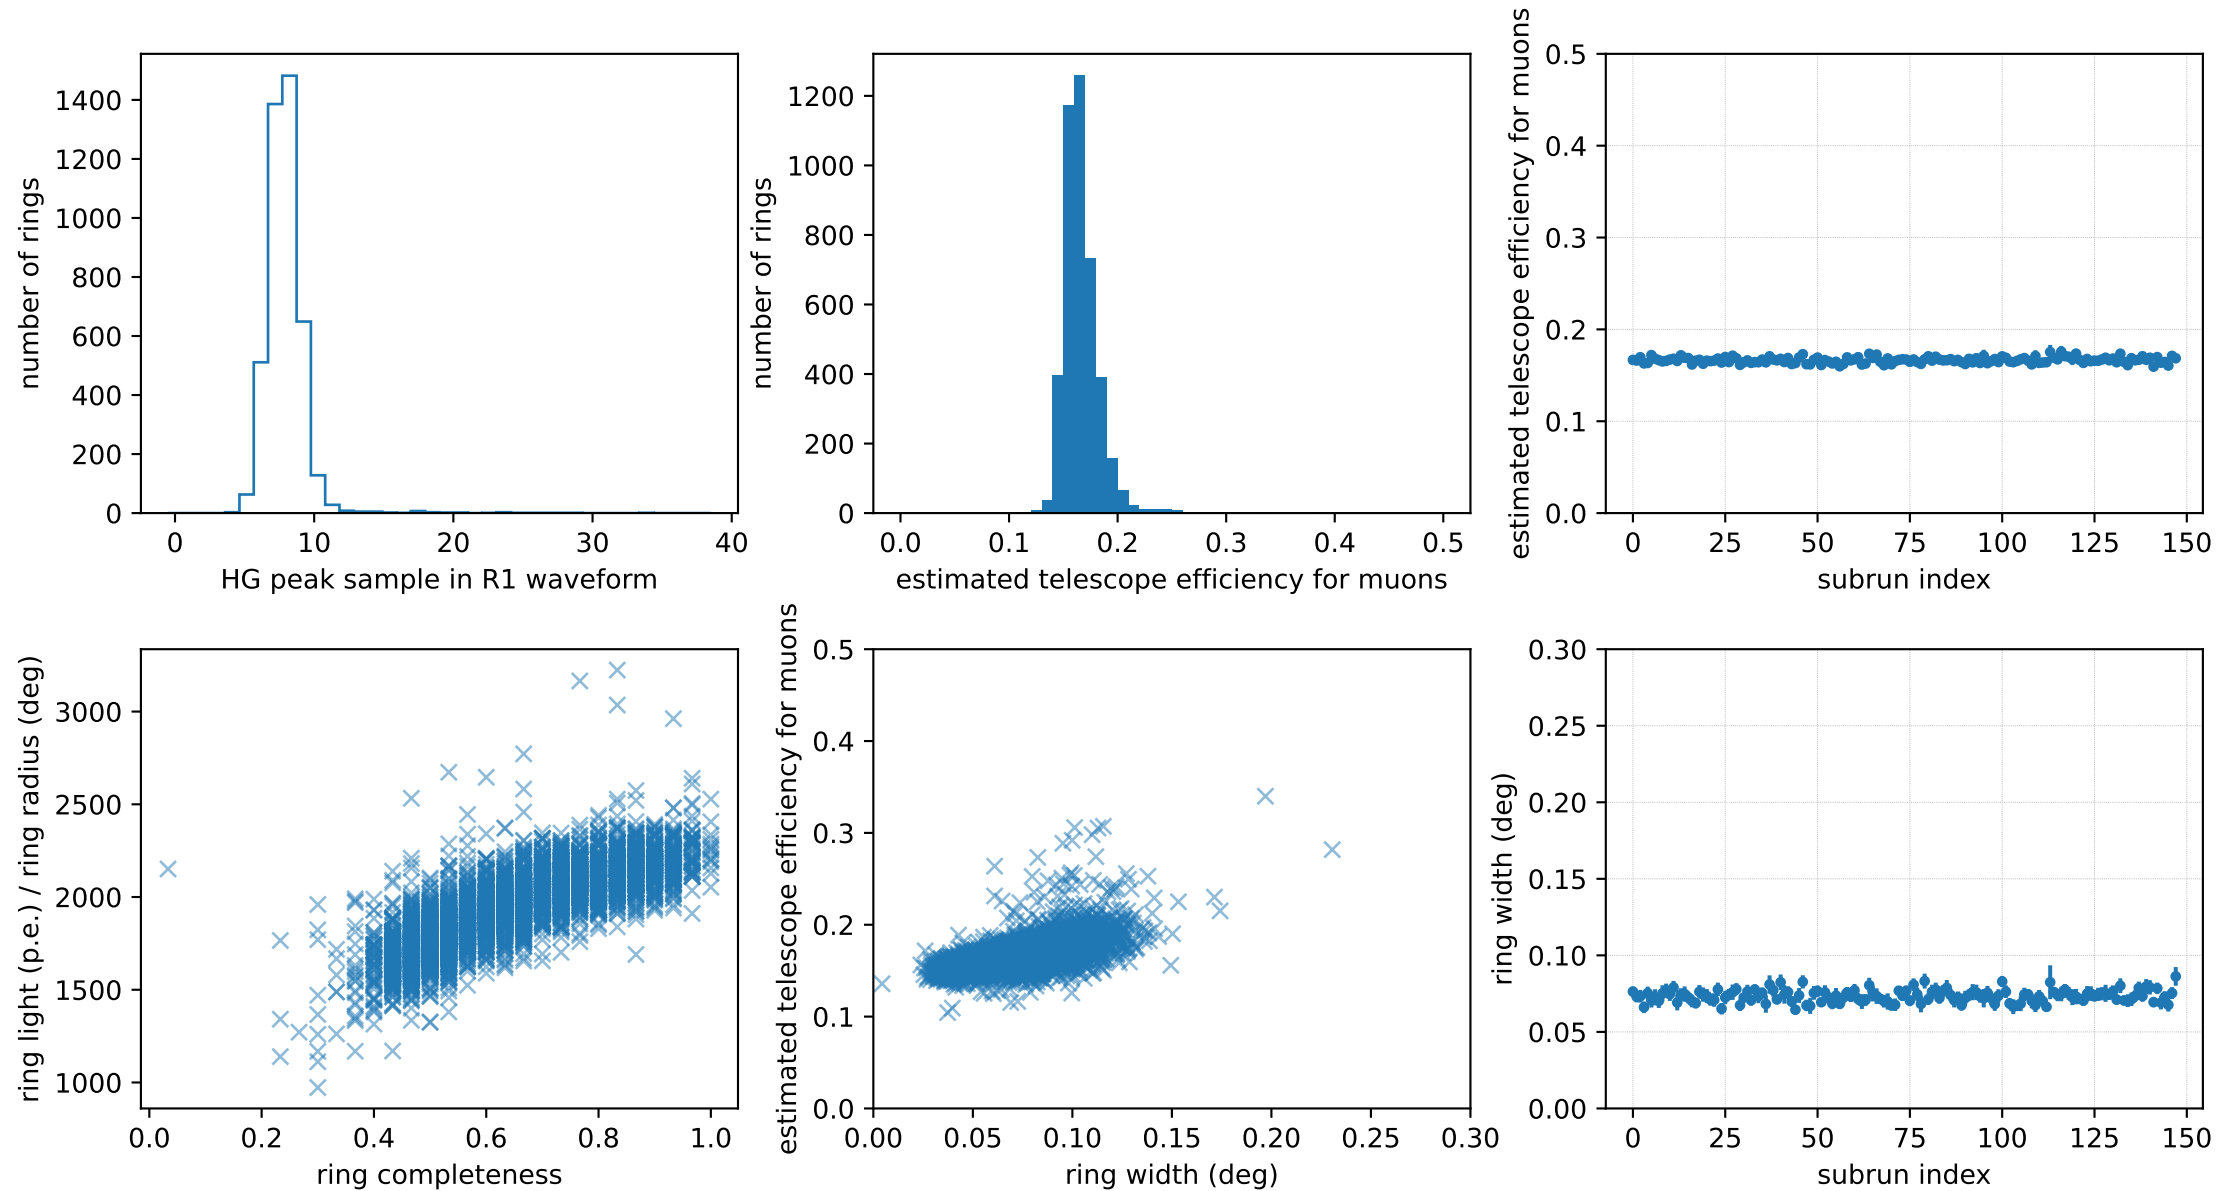 number of rings
1400
1200
1000
800
600
400
200
0
0 10 20 30 40
HG peak sample in R1 waveform
number of rings
1200
1000
800
600
400
200
0
0.0 0.1 0.2 0.3 0.4 0.5
estimated telescope efficiency for muons
estimated telescope efficiency for muons
0.5
0.4
0.3
0.2
0.1
0.0
0 25 50 75 100 125 150
subrun index
ring light (p.e.) / ring radius (deg)
3000
2500
2000
1500
1000
0.0 0.2 0.4 0.6 0.8 1.0
ring completeness
estimated telescope efficiency for muons
0.5
0.4
0.3
0.2
0.1
0.0
0.00 0.05 0.10 0.15 0.20 0.25 0.30
ring width (deg)
ring width (deg)
0.30
0.25
0.20
0.15
0.10
0.05
0.00
0 25 50 75 100 125 150
subrun index